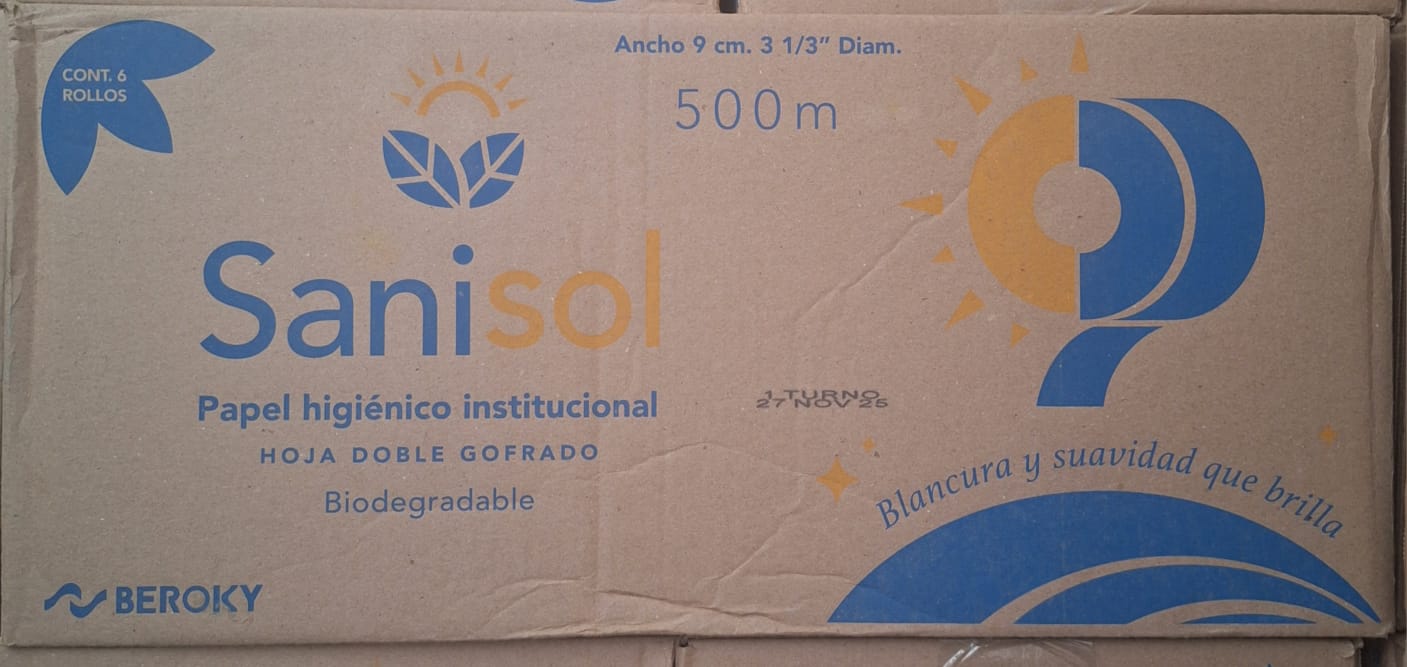 CONT. 6
ROLLOS
Ancho 9 cm. 3 1/3” Diam.
500m
Sanisol
Papel higiénico institucional
HOJA DOBLE GOFRADO
Biodegradable
1 TURNO
27 NOV 25
Blancura y suavidad que brilla
BEROKY